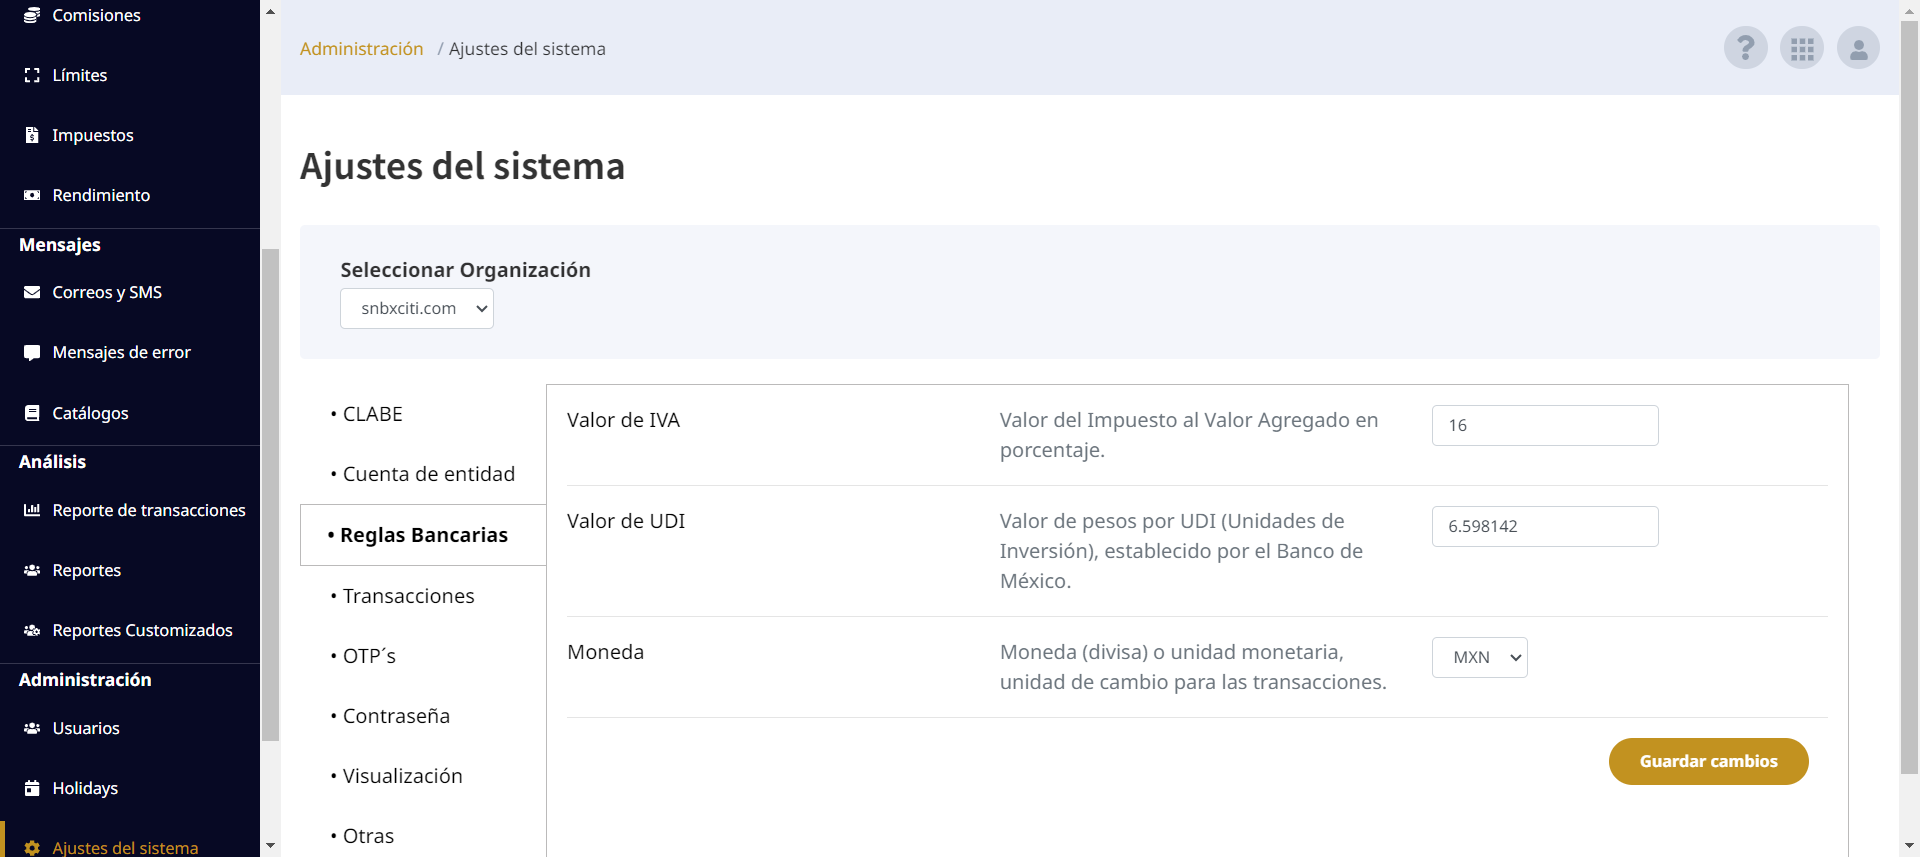 Comisiones
Límites
Impuestos
Rendimiento
Mensajes
Correos y SMS
Mensajes de error
Catálogos
Análisis
Reporte de transacciones
Reportes
Reportes Customizados
Administración
Usuarios
Holidays
Ajustes del sistema
Administración / Ajustes del sistema
?
Ajustes del sistema
Seleccionar Organización
snbxciti.com
• CLABE
• Cuenta de entidad
• Reglas Bancarias
• Transacciones
• OTP´s
• Contraseña
• Visualización
• Otras
Valor de IVA
Valor del Impuesto al Valor Agregado en
porcentaje.
16
Valor de UDI
Valor de pesos por UDI (Unidades de
Inversión), establecido por el Banco de
México.
6.598142
Moneda
Moneda (divisa) o unidad monetaria,
unidad de cambio para las transacciones.
MXN
Guardar cambios